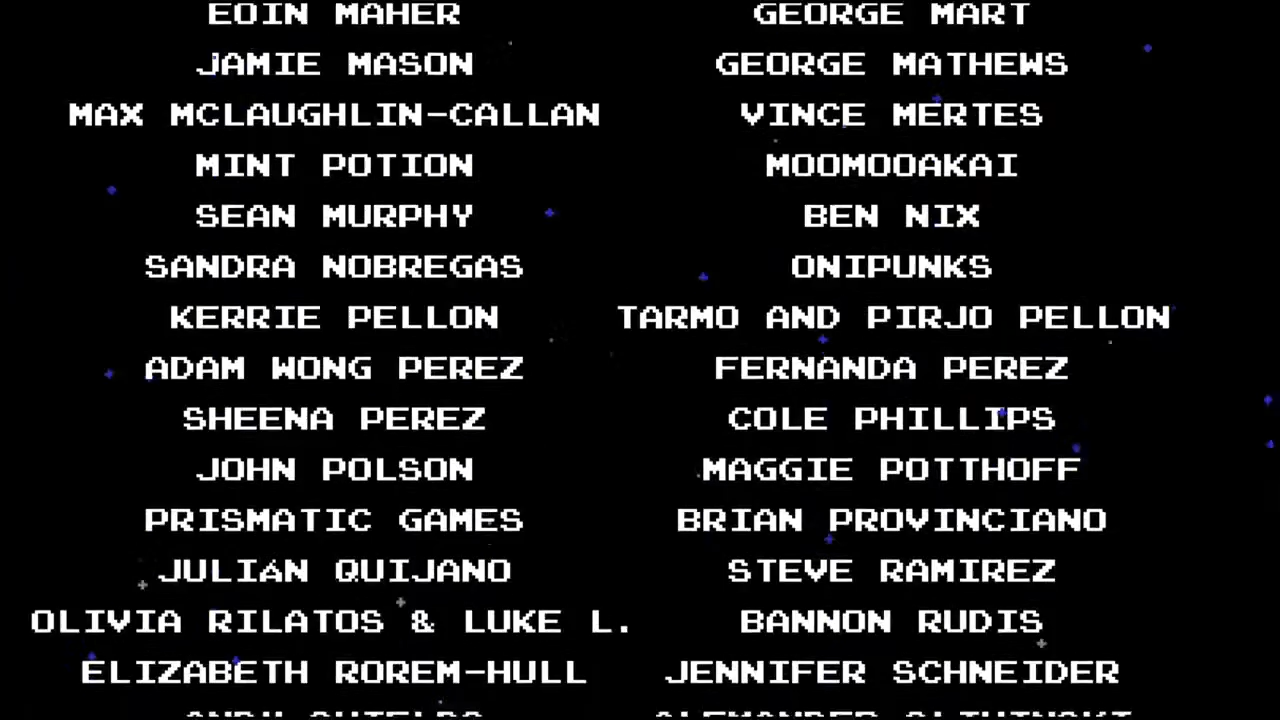 EOIN MAHER
GEORGE MART
JAMIE MASON
GEORGE MATHEWS
MAX MCLAUGHLIN-CALLAN
VINCE MERTES
MINT POTION
MOOMOOAKAI
SEAN MURPHY
BEN NIX
SANDRA NOBREGAS
ONIPUNKS
KERRIE PELLON
TARMO AND PIRJO PELLON
ADAM WONG PEREZ
FERNANDA PEREZ
SHEENA PEREZ
COLE PHILLIPS
JOHN POLSON
MAGGIE POTTHOFF
PRISMATIC GAMES
BRIAN PROVINCIANO
JULIáN QUIJANO
STEVE RAMIREZ
OLIVIA RILATOS & LUKE L.
BANNON RUDIS
ELIZABETH ROREM-HULL
JENNIFER SCHNEIDER